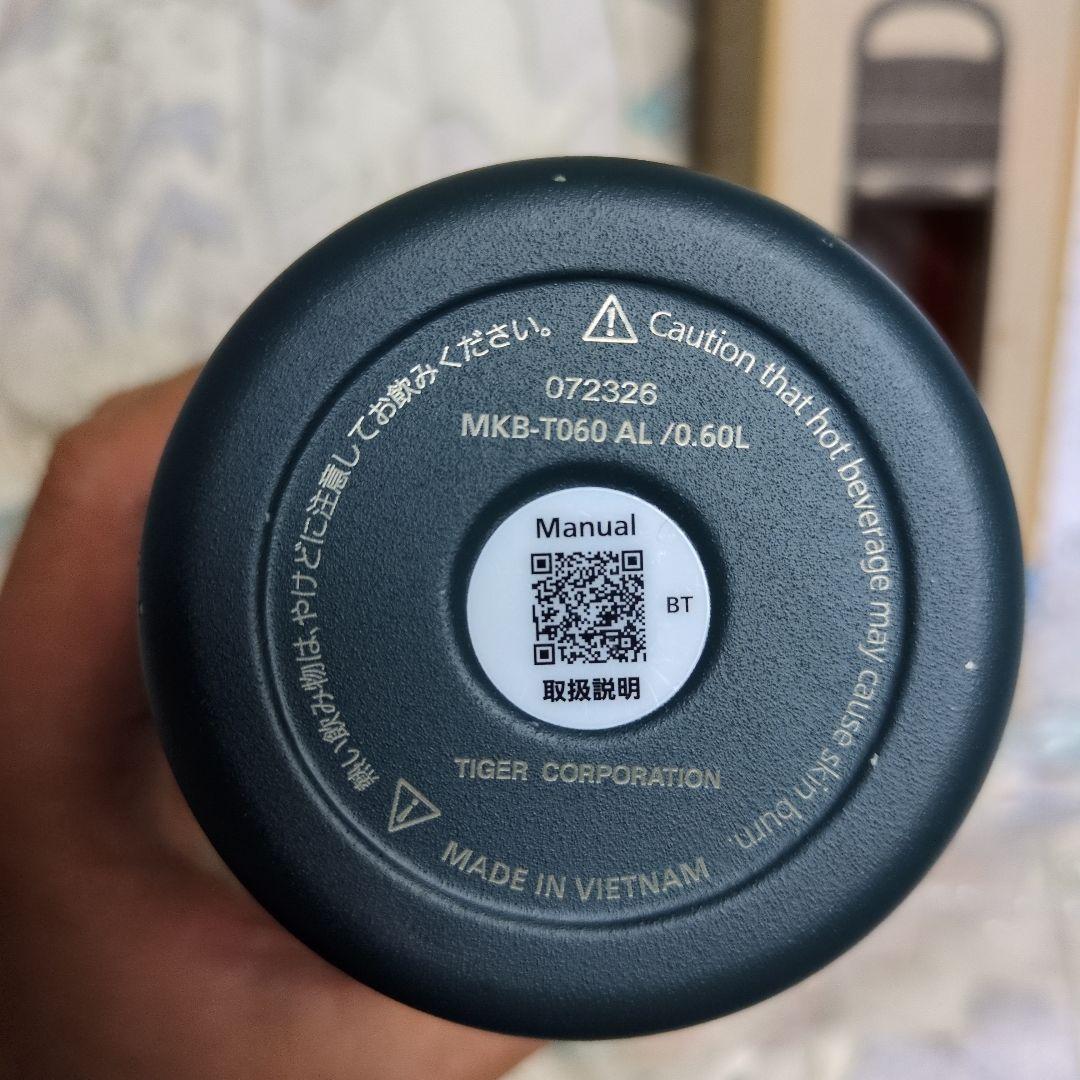 熱い飲み物は、やけどに注意してお飲みください。
Caution that hot beverage may cause skin burn.
072326
MKB-T060 AL /0.60L
Manual
BT
取扱説明
TIGER CORPORATION
MADE IN VIETNAM